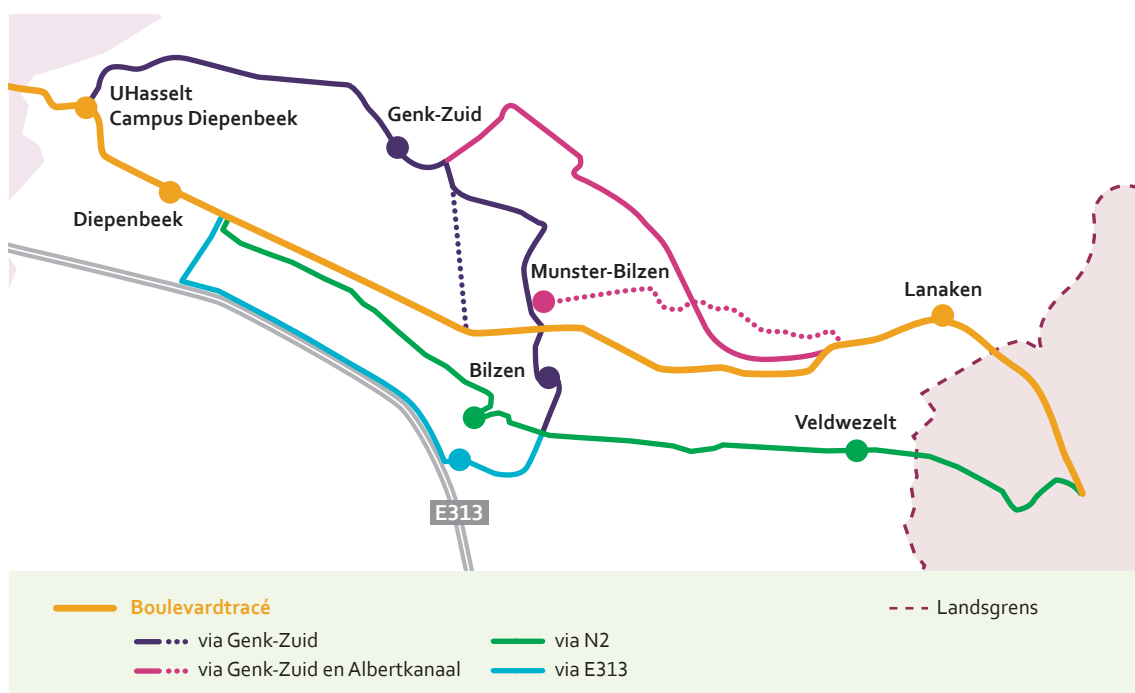 UHasselt
Campus Diepenbeek
Genk-Zuid
Diepenbeek
Munster-Bilzen
Lanaken
Bilzen
Veldwezelt
E313
Boulevardtracé
Landsgrens
via Genk-Zuid
via N2
via Genk-Zuid en Albertkanaal
via E313